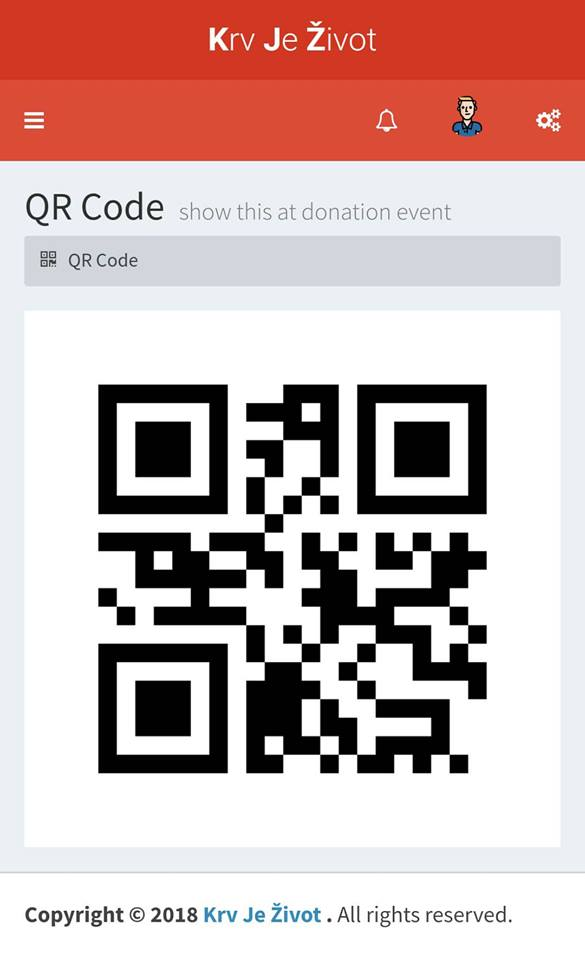 Krv Je Život
QR Code show this at donation event
QR Code
Copyright © 2018 Krv Je Život . All rights reserved.